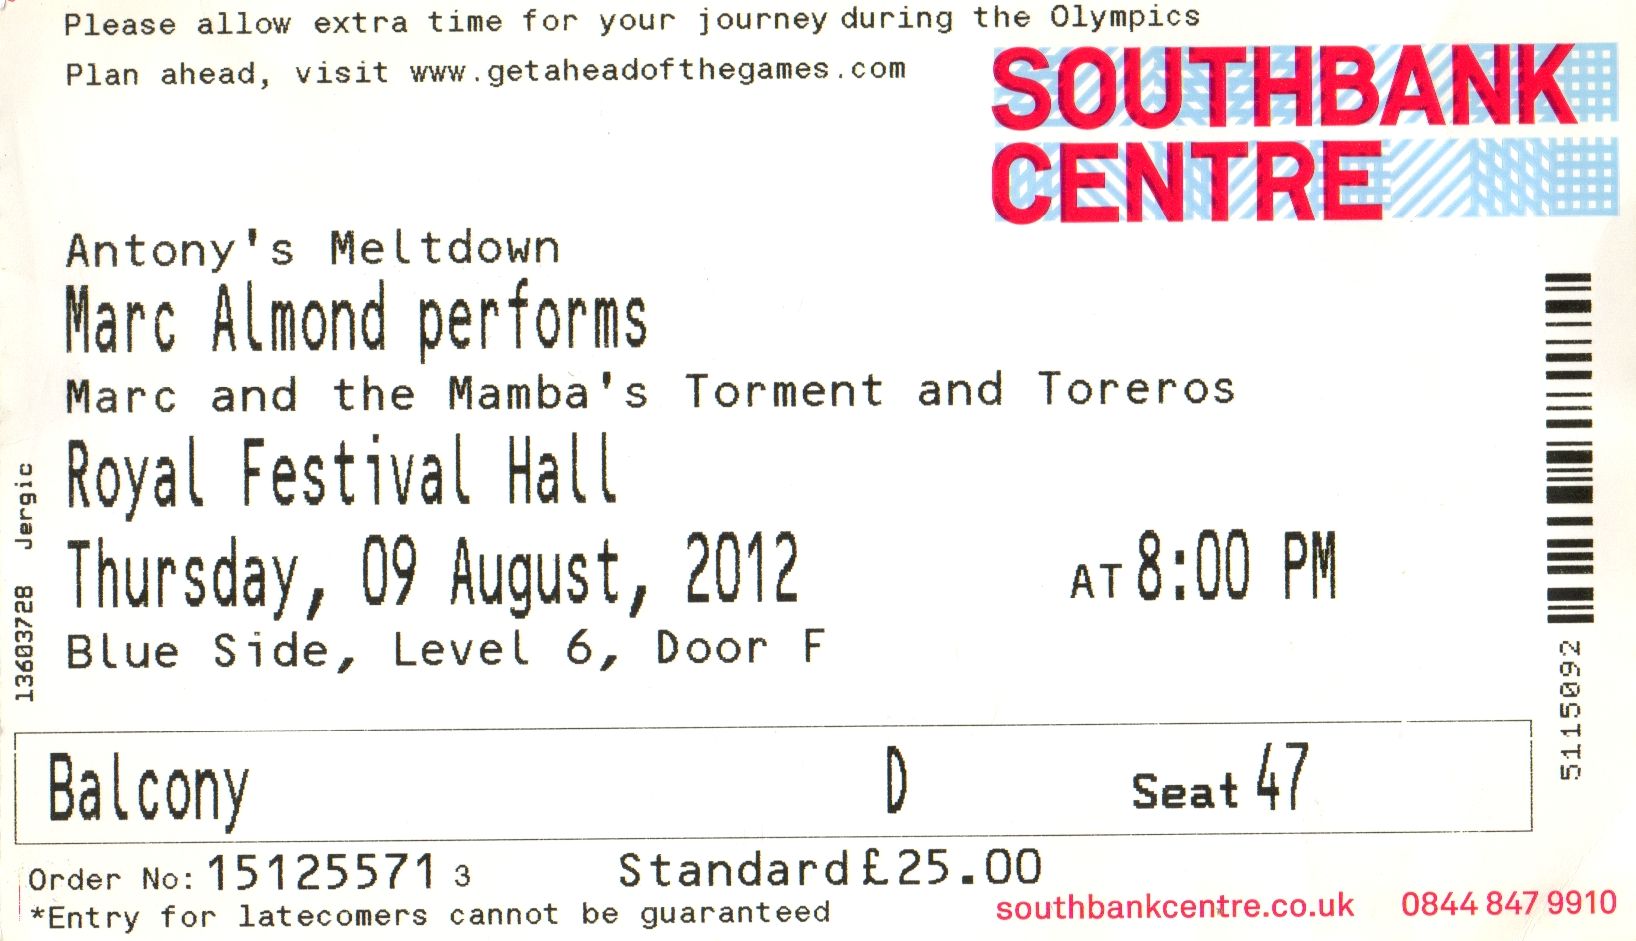 Please allow extra time for your journey during the Olympics
Plan ahead, visit www.getaheadofthegames.com
SOUTHBANK
CENTRE
Antony's Meltdown
Marc Almond performs
Marc and the Mamba's Torment and Toreros
Royal Festival Hall
Thursday, 09 August, 2012 AT 8:00 PM
Blue Side, Level 6, Door F
Balcony D Seat 47
Order No: 15125571 3 Standard £25.00
*Entry for latecomers cannot be guaranteed
southbankcentre.co.uk 0844 847 9910
13603728 Jergic
5115092